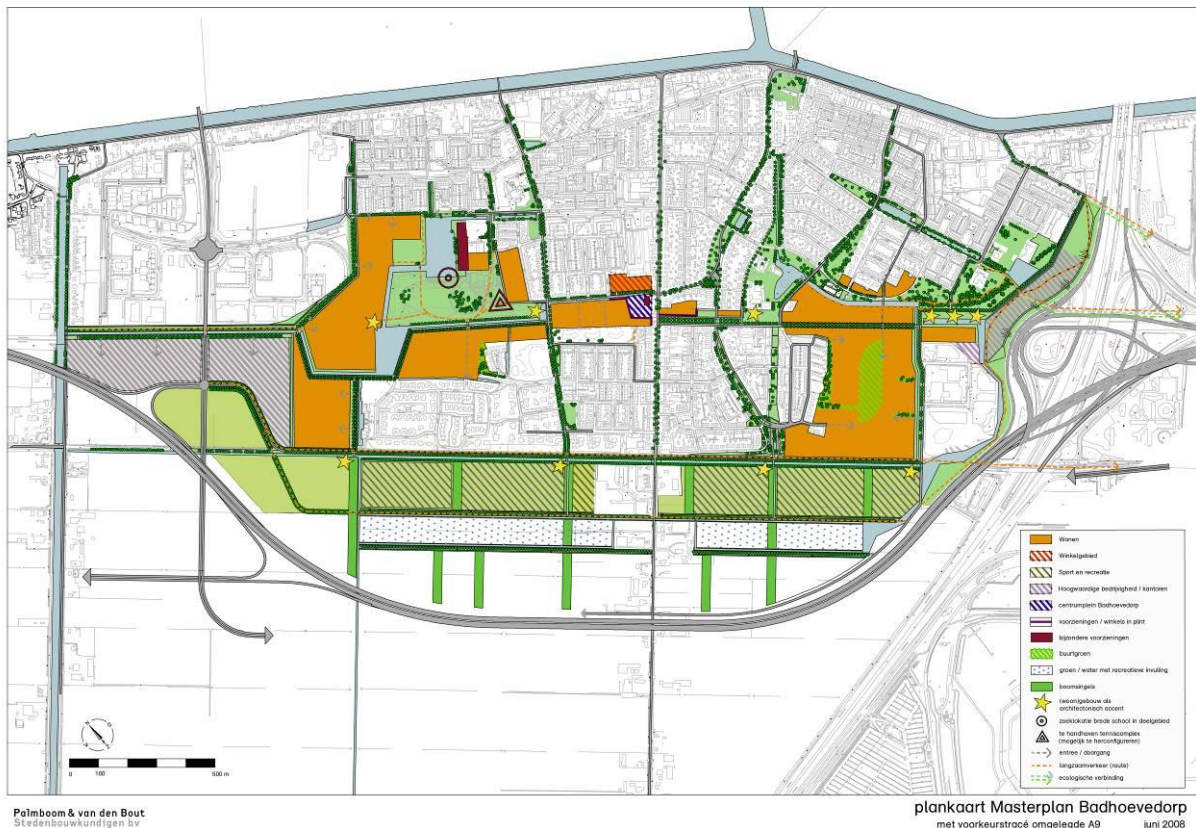 Wonen
Winkelgebied
Sport en recreatie
Hoogwaardige bedrijvigheid / kantoren
centrumplein Badhoevedorp
voorzieningen / winkels in plint
bijzondere voorzieningen
buurtgroen
groen / water met recreatieve invulling
boomsingels
(woon)gebouw als
architectonisch accent
zoeklokatie brede school in deelgebied
te handhaven tenniscomplex
(mogelijk te herconfigureren)
entree / doorgang
langzaamverkeer (route)
ecologische verbinding
0 100 500 m
Palmboom & van den Bout
Stedenbouwkundigen bv
plankaart Masterplan Badhoevedorp
met voorkeurstracé omgelegde A9 juni 2008